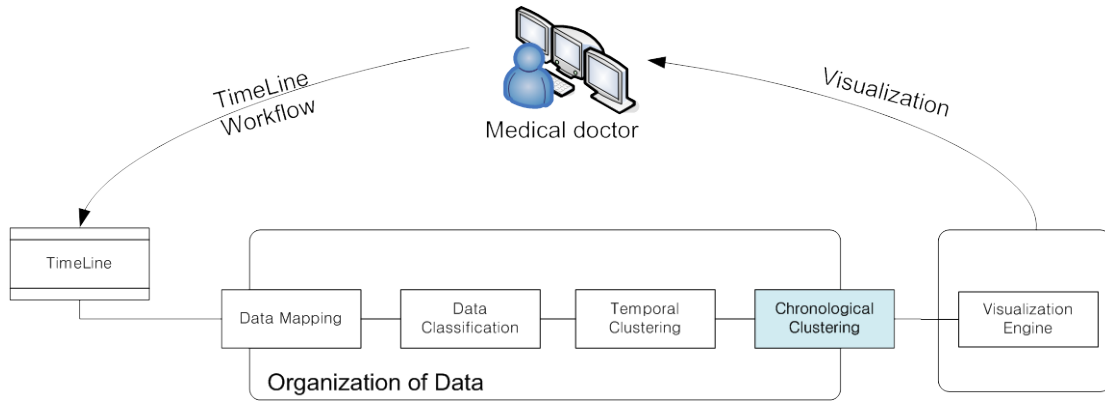 TimeLine
Workflow
Medical doctor
Visualization
TimeLine
Data Mapping
Data
Classification
Temporal
Clustering
Chronological
Clustering
Visualization
Engine
Organization of Data